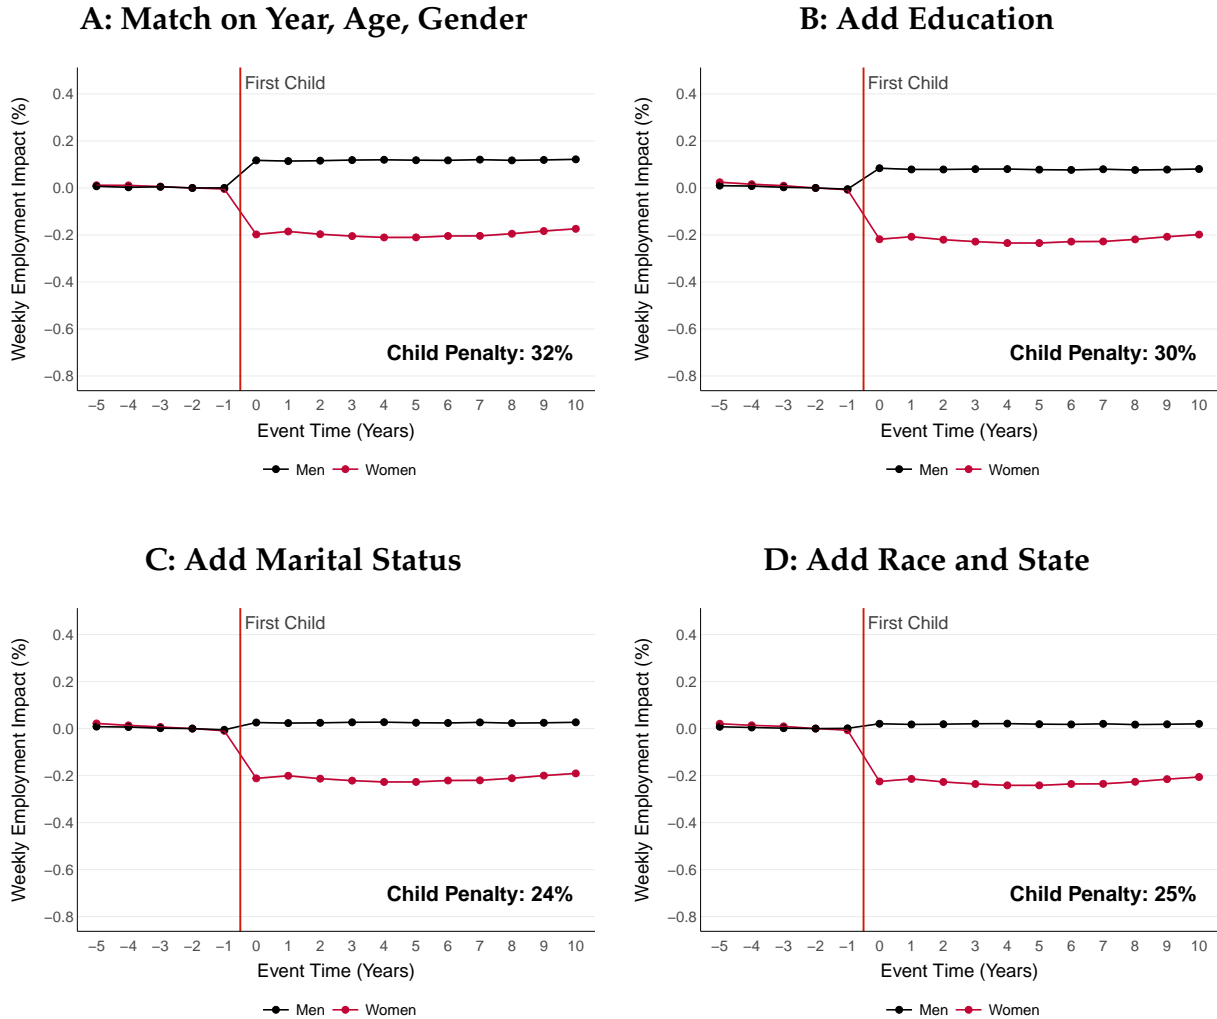 A: Match on Year, Age, Gender
First Child
Weekly Employment Impact (%)
0.4
0.2
0.0
−0.2
−0.4
−0.6
−0.8
Child Penalty: 32%
−5 −4 −3 −2 −1 0 1 2 3 4 5 6 7 8 9 10
Event Time (Years)
Men Women
B: Add Education
First Child
Weekly Employment Impact (%)
0.4
0.2
0.0
−0.2
−0.4
−0.6
−0.8
Child Penalty: 30%
−5 −4 −3 −2 −1 0 1 2 3 4 5 6 7 8 9 10
Event Time (Years)
Men Women
C: Add Marital Status
First Child
Weekly Employment Impact (%)
0.4
0.2
0.0
−0.2
−0.4
−0.6
−0.8
Child Penalty: 24%
−5 −4 −3 −2 −1 0 1 2 3 4 5 6 7 8 9 10
Event Time (Years)
Men Women
D: Add Race and State
First Child
Weekly Employment Impact (%)
0.4
0.2
0.0
−0.2
−0.4
−0.6
−0.8
Child Penalty: 25%
−5 −4 −3 −2 −1 0 1 2 3 4 5 6 7 8 9 10
Event Time (Years)
Men Women